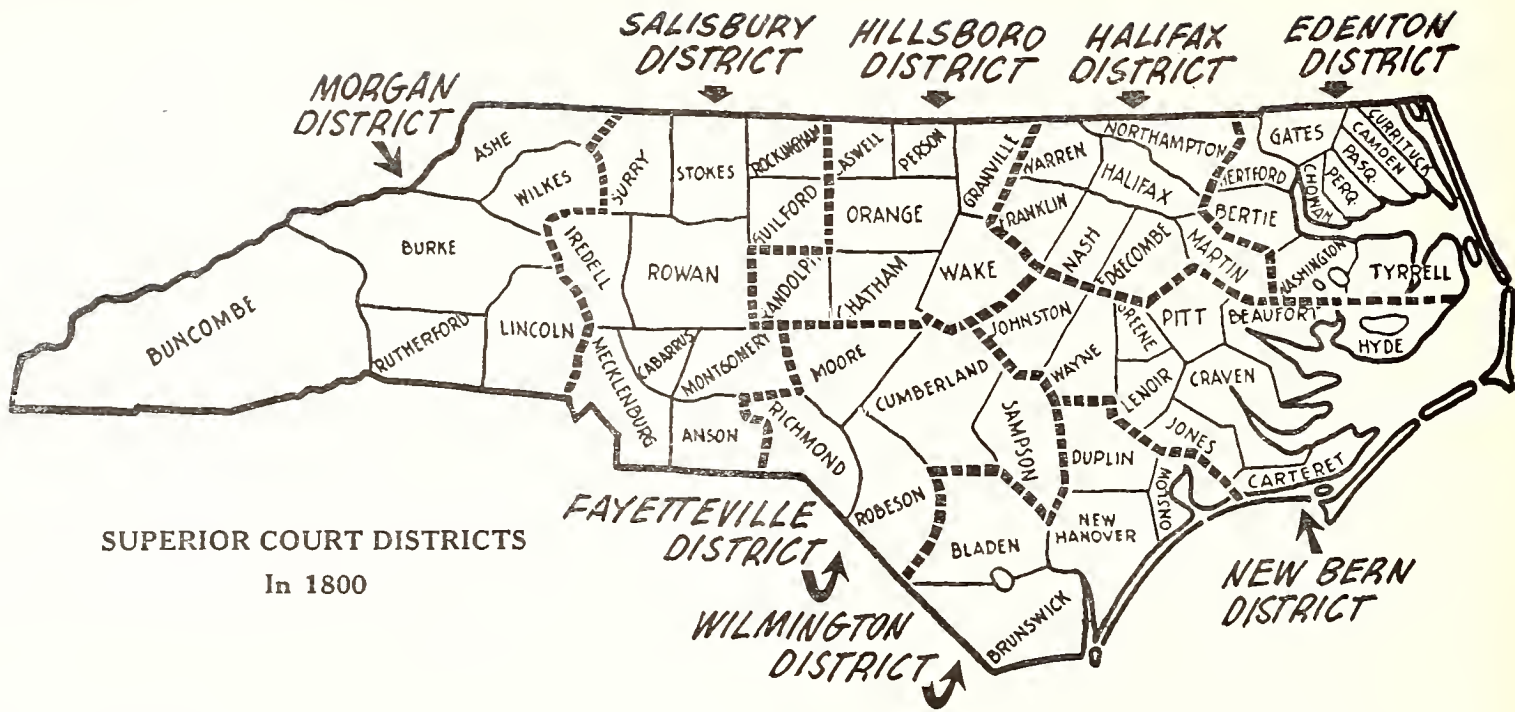 SALISBURY
DISTRICT
HILLSBORO
DISTRICT
HALIFAX
DISTRICT
EDENTON
DISTRICT
MORGAN
DISTRICT
ASHE
WILKES
SURRY
STOKES
ROCKINGHAM
CASWELL
PERSON
GRANVILLE
WARREN
NORTHAMPTON
GATES
CURRITUCK
CAMDEN
PASQ.
PERQ.
CHOWAN
HERTFORD
HALIFAX
BERTIE
FRANKLIN
GUILFORD
ORANGE
BURKE
IREDELL
ROWAN
RANDOLPH
CHATHAM
WAKE
NASH
EDGECOMBE
MARTIN
WASHINGTON
TYRRELL
BUNCOMBE
RUTHERFORD
LINCOLN
MECKLENBURG
CABARRUS
MONTGOMERY
MOORE
JOHNSTON
GREENE
PITT
BEAUFORT
HYDE
ANSON
RICHMOND
CUMBERLAND
SAMPSON
WAYNE
LENOIR
CRAVEN
JONES
DUPLIN
ONSLOW
CARTERET
ROBESON
BLADEN
NEW
HANOVER
BRUNSWICK
FAYETTEVILLE
DISTRICT
WILMINGTON
DISTRICT
NEW BERN
DISTRICT
SUPERIOR COURT DISTRICTS
In 1800